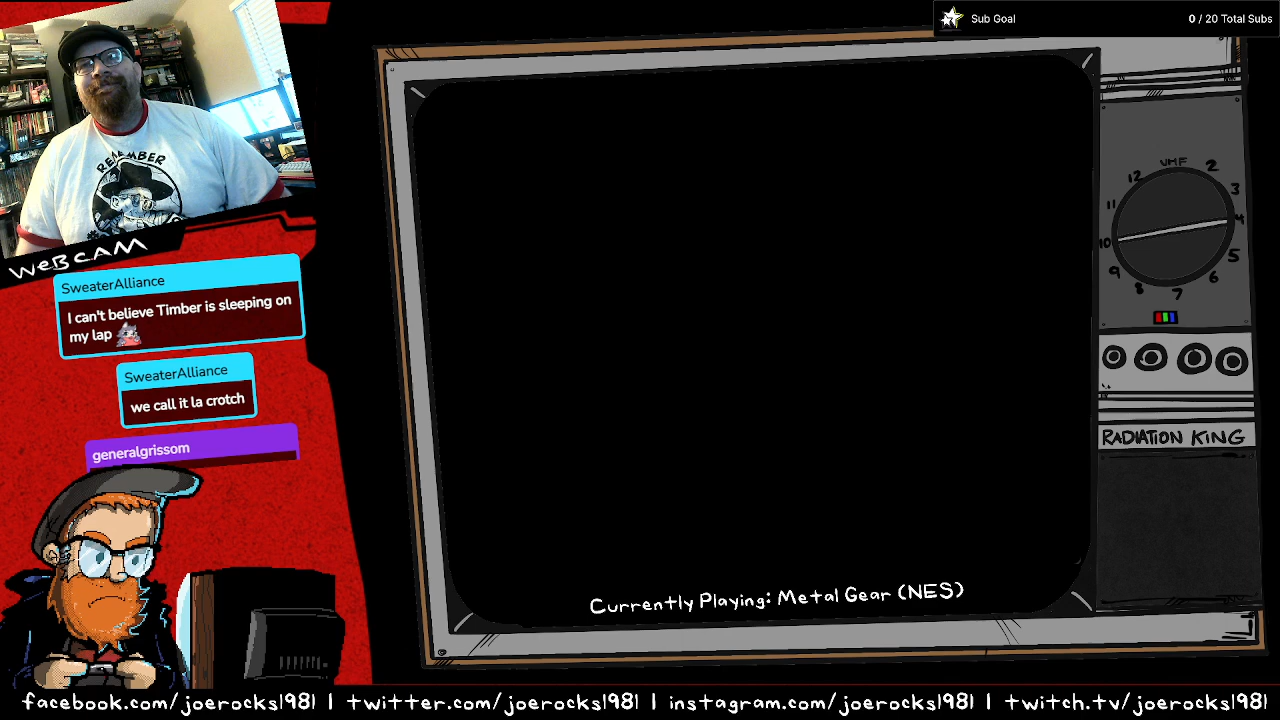 Sub Goal
0 / 20 Total Subs
REMEMBER
WEBCAM
SweaterAlliance
I can't believe Timber is sleeping on
my lap
SweaterAlliance
we call it la crotch
generalgrissom
UHF
2
3
4
5
6
7
8
9
10
11
12
RADIATION KING
Currently Playing: Metal Gear (NES)
facebook.com/joerocks1981 | twitter.com/joerocks1981 | instagram.com/joerocks1981 | twitch.tv/joerocks1981